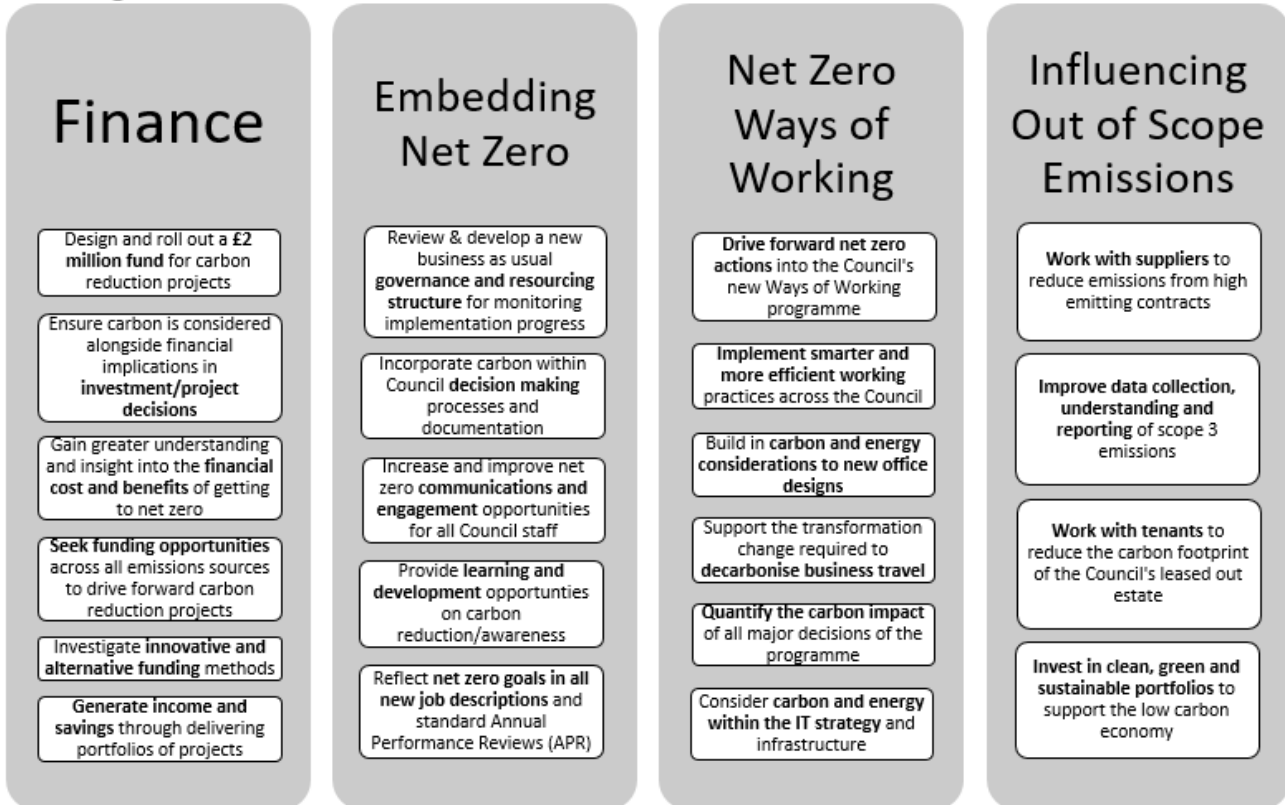 Finance
Design and roll out a £2
million fund for carbon
reduction projects
Ensure carbon is considered
alongside financial
implications in
investment/project
decisions
Gain greater understanding
and insight into the financial
cost and benefits of getting
to net zero
Seek funding opportunities
across all emissions sources
to drive forward carbon
reduction projects
Investigate innovative and
alternative funding methods
Generate income and
savings through delivering
portfolios of projects
Embedding
Net Zero
Review & develop a new
business as usual
governance and resourcing
structure for monitoring
implementation progress
Incorporate carbon within
Council decision making
processes and
documentation
Increase and improve net
zero communications and
engagement opportunities
for all Council staff
Provide learning and
development opportunties
on carbon
reduction/awareness
Reflect net zero goals in all
new job descriptions and
standard Annual
Performance Reviews (APR)
Net Zero
Ways of
Working
Drive forward net zero
actions into the Council's
new Ways of Working
programme
Implement smarter and
more efficient working
practices across the Council
Build in carbon and energy
considerations to new office
designs
Support the transformation
change required to
decarbonise business travel
Quantify the carbon impact
of all major decisions of the
programme
Consider carbon and energy
within the IT strategy and
infrastructure
Influencing
Out of Scope
Emissions
Work with suppliers to
reduce emissions from high
emitting contracts
Improve data collection,
understanding and
reporting of scope 3
emissions
Work with tenants to
reduce the carbon footprint
of the Council's leased out
estate
Invest in clean, green and
sustainable portfolios to
support the low carbon
economy